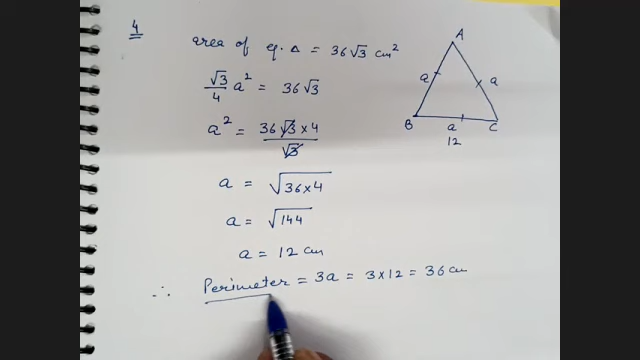 4
area of eq. Δ = 36√3 cm²
√3/4 a² = 36√3
a² = 36√3×4/√3
a = √36×4
a = √144
a = 12 cm
∴ Perimeter = 3a = 3×12 = 36 cm
A
a a
B a C
12